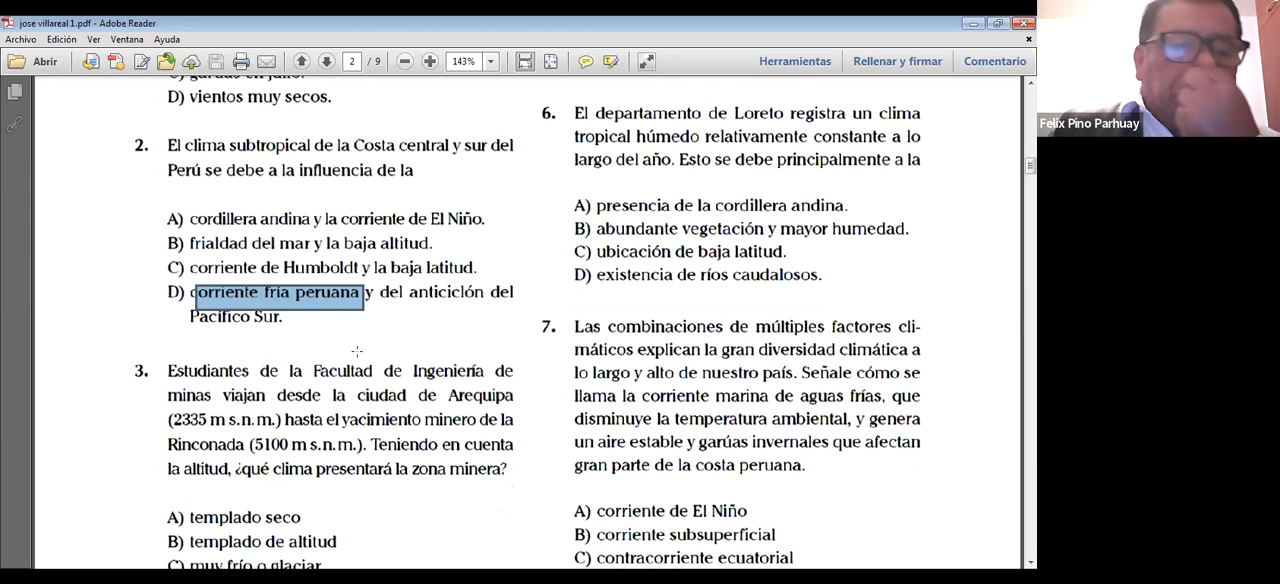 jose villareal 1.pdf - Adobe Reader
Archivo Edición Ver Ventana Ayuda
Abrir 2 / 9 143% Herramientas Rellenar y firmar Comentario
C) garúas en julio.
D) vientos muy secos.
2. El clima subtropical de la Costa central y sur del
Perú se debe a la influencia de la
A) cordillera andina y la corriente de El Niño.
B) frialdad del mar y la baja altitud.
C) corriente de Humboldt y la baja latitud.
D) corriente fría peruana y del anticiclón del
Pacífico Sur.
3. Estudiantes de la Facultad de Ingeniería de
minas viajan desde la ciudad de Arequipa
(2335 m s.n.m.) hasta el yacimiento minero de la
Rinconada (5100 m s.n.m.). Teniendo en cuenta
la altitud, ¿qué clima presentará la zona minera?
A) templado seco
B) templado de altitud
C) muy frío o glaciar
6. El departamento de Loreto registra un clima
tropical húmedo relativamente constante a lo
largo del año. Esto se debe principalmente a la
A) presencia de la cordillera andina.
B) abundante vegetación y mayor humedad.
C) ubicación de baja latitud.
D) existencia de ríos caudalosos.
7. Las combinaciones de múltiples factores cli-
máticos explican la gran diversidad climática a
lo largo y alto de nuestro país. Señale cómo se
llama la corriente marina de aguas frías, que
disminuye la temperatura ambiental, y genera
un aire estable y garúas invernales que afectan
gran parte de la costa peruana.
A) corriente de El Niño
B) corriente subsuperficial
C) contracorriente ecuatorial
Felix Pino Parhuay